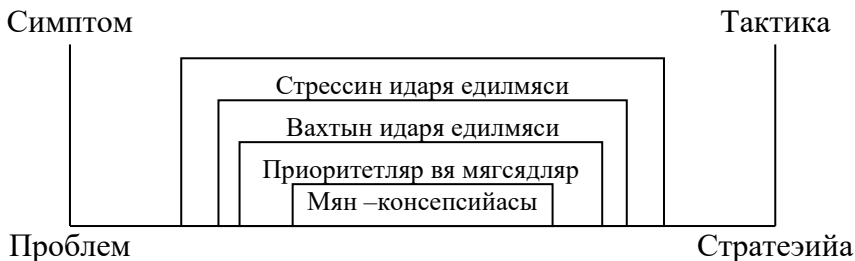 Симптом Тактика
Стрессин идаря едилмяси
Вахтын идаря едилмяси
Приоритетляр вя мягсядляр
Мян –консепсийасы
Проблем Стратеэийа